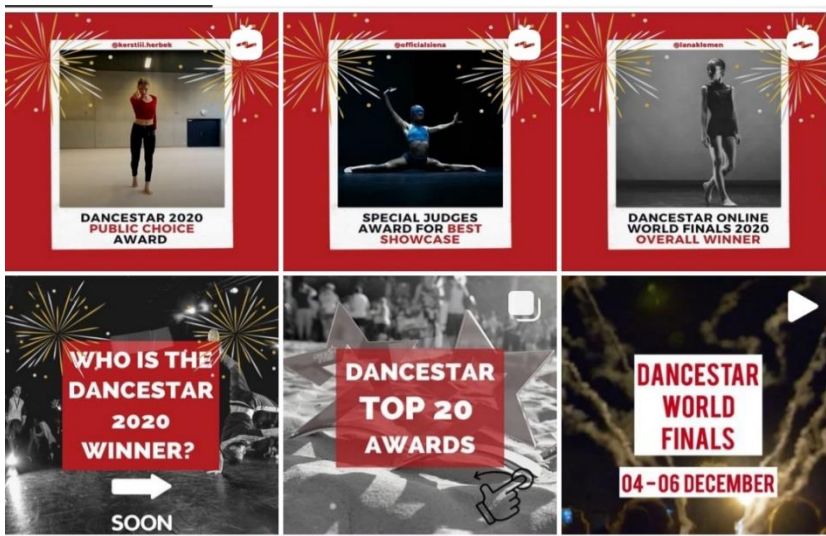 @kerstiii.herbek
DANCESTAR 2020
PUBLIC CHOICE
AWARD
@officialsiena
SPECIAL JUDGES
AWARD FOR BEST
SHOWCASE
@lanaklemen
DANCESTAR ONLINE
WORLD FINALS 2020
OVERALL WINNER
WHO IS THE
DANCESTAR
2020
WINNER?
SOON
DANCESTAR
TOP 20
AWARDS
DANCESTAR
WORLD
FINALS
04-06 DECEMBER